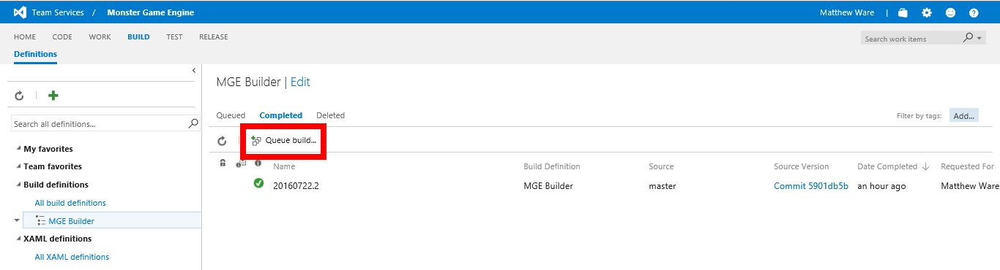 Team Services / Monster Game Engine Matthew Ware
HOME CODE WORK BUILD TEST RELEASE Search work items
Definitions
MGE Builder | Edit
Queued Completed Deleted Filter by tags: Add...
Search all definitions...
Queue build...
My favorites
Team favorites
Build definitions
All build definitions
MGE Builder
XAML definitions
All XAML definitions
Name Build Definition Source Source Version Date Completed Requested For
20160722.2 MGE Builder master Commit 5901db5b an hour ago Matthew Ware